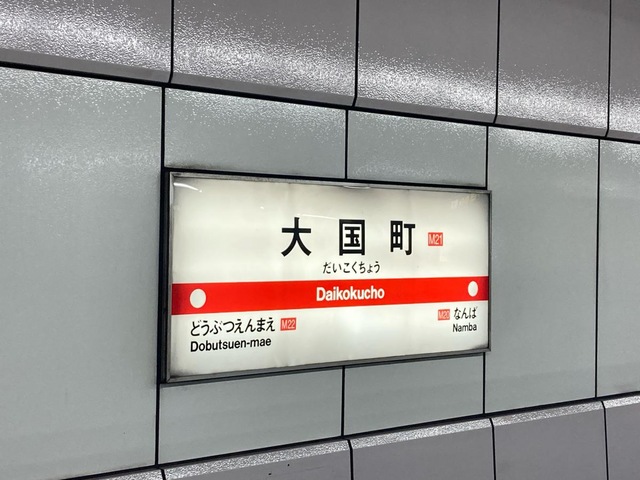 大国町 M21
だいこくちょう
Daikokucho
どうぶつえんまえ M22
Dobutsuen-mae
M20 なんば
Namba